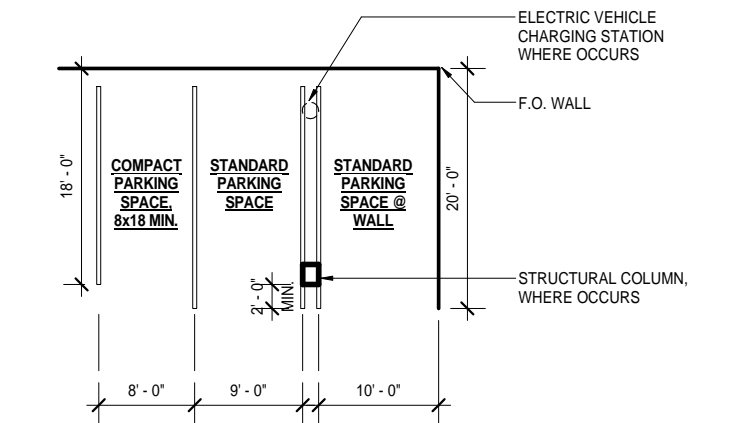 ELECTRIC VEHICLE
CHARGING STATION
WHERE OCCURS
F.O. WALL
18' - 0"
COMPACT
PARKING
SPACE,
8x18 MIN.
STANDARD
PARKING
SPACE
STANDARD
PARKING
SPACE @
WALL
20' - 0"
2' - 0"
MIN.
STRUCTURAL COLUMN,
WHERE OCCURS
8' - 0"
9' - 0"
10' - 0"